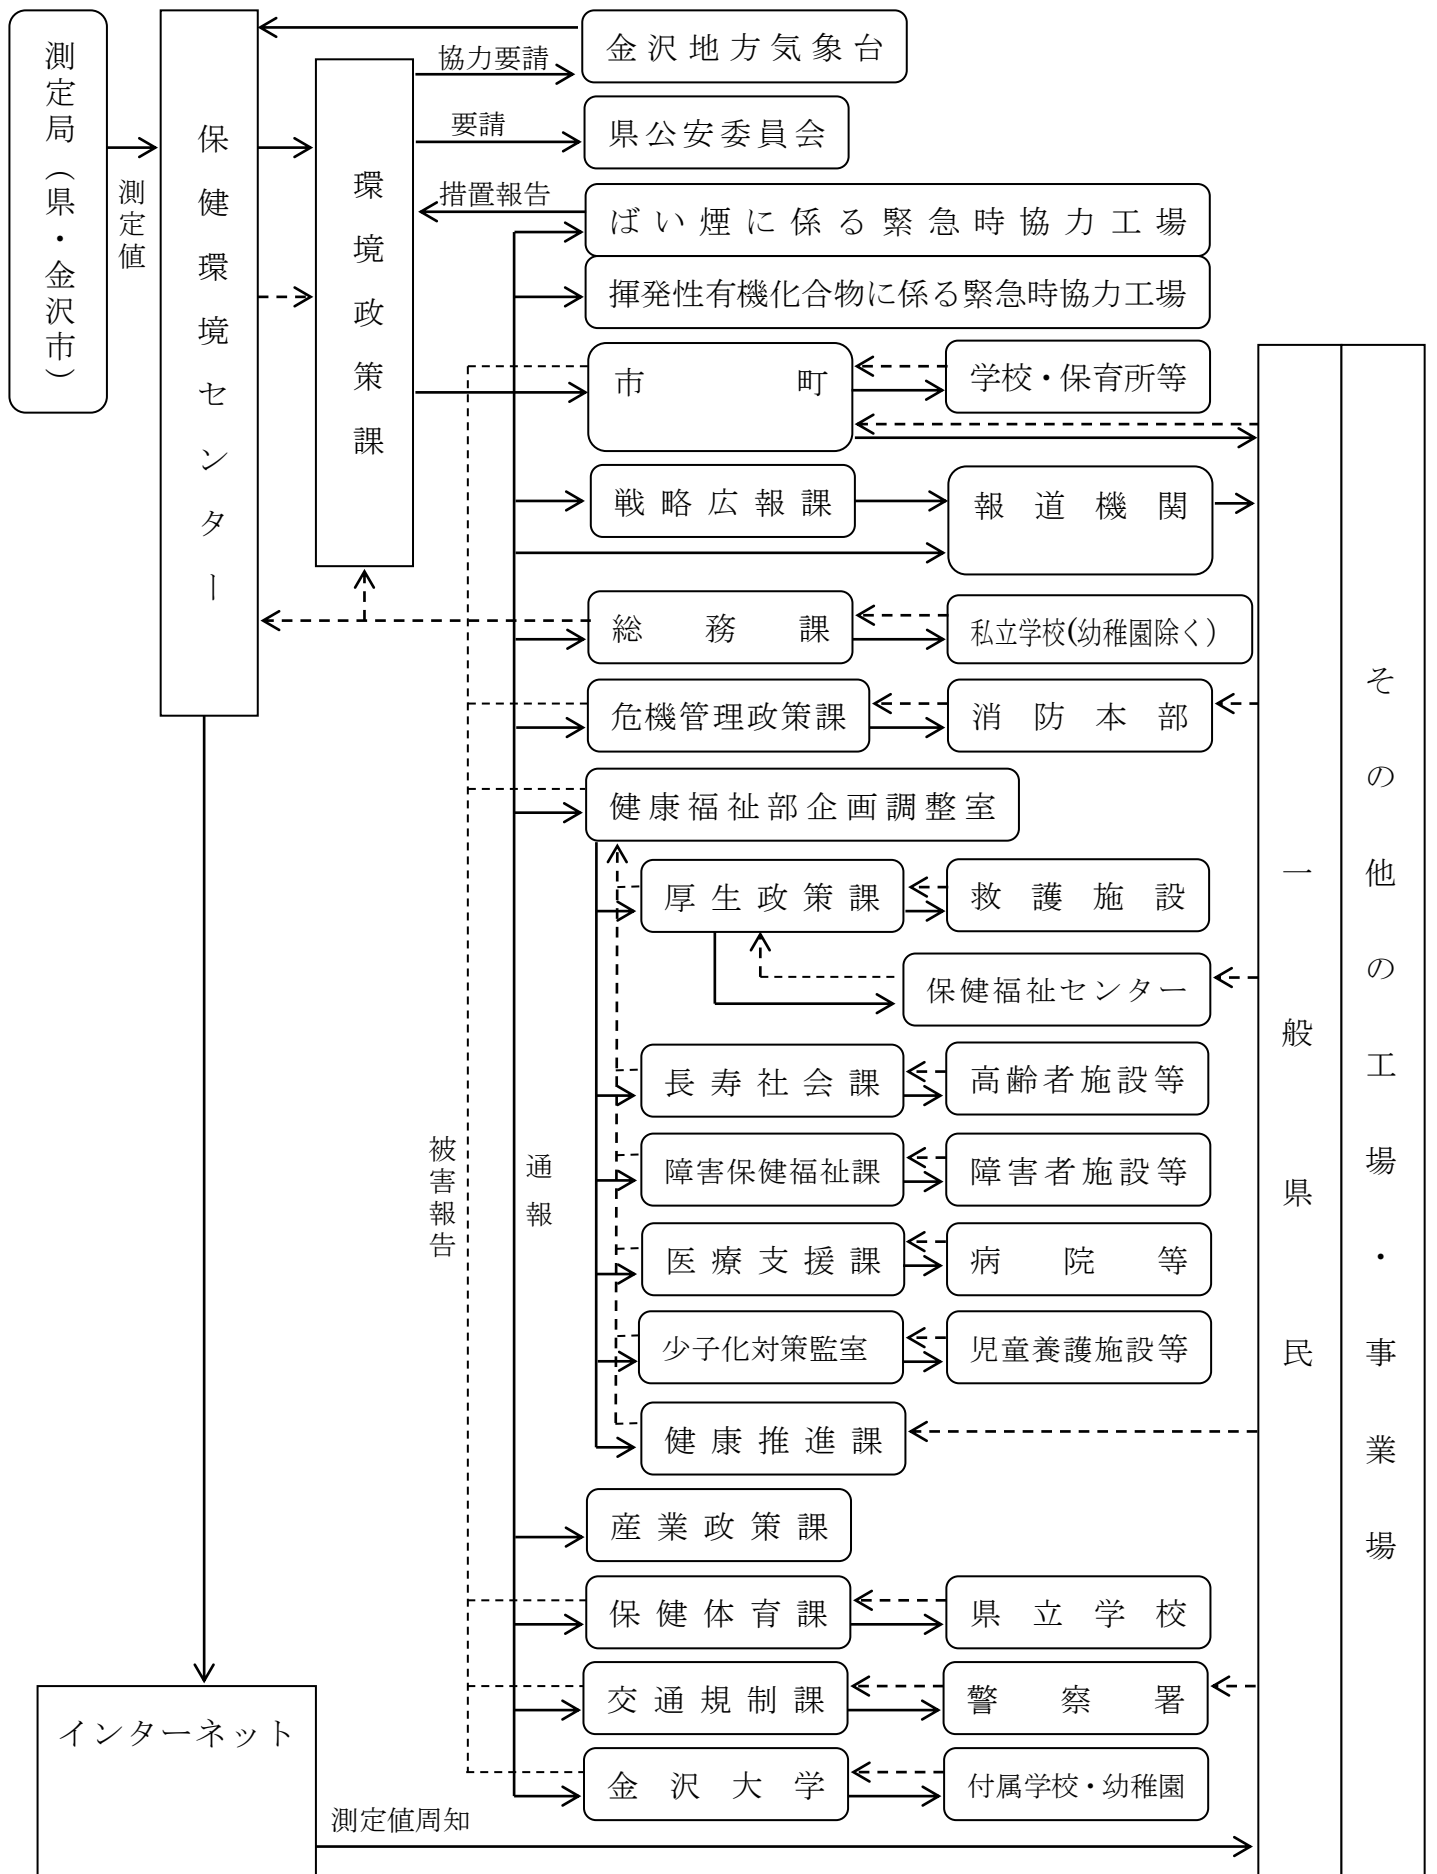 測定局（県・金沢市）
測定値
保健環境センター
環境政策課
協力要請
金沢地方気象台
要請
県公安委員会
措置報告
ばい煙に係る緊急時協力工場
揮発性有機化合物に係る緊急時協力工場
市町
学校・保育所等
戦略広報課
報道機関
総務課
私立学校(幼稚園除く)
危機管理政策課
消防本部
健康福祉部企画調整室
厚生政策課
救護施設
保健福祉センター
長寿社会課
高齢者施設等
障害保健福祉課
障害者施設等
医療支援課
病院等
少子化対策監室
児童養護施設等
健康推進課
被害報告
通報
産業政策課
保健体育課
県立学校
交通規制課
警察署
金沢大学
付属学校・幼稚園
一般県民
その他の工場・事業場
インターネット
測定値周知